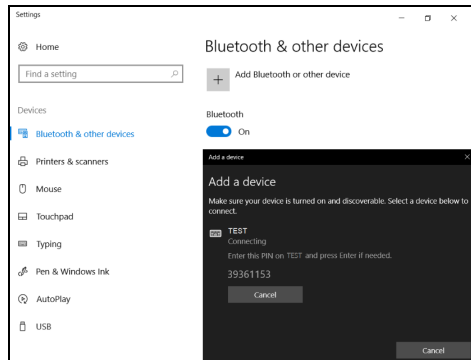 Settings
Home
Find a setting
Devices
Bluetooth & other devices
Printers & scanners
Mouse
Touchpad
Typing
Pen & Windows Ink
AutoPlay
USB
Bluetooth & other devices
Add Bluetooth or other device
Bluetooth
On
Add a device
Add a device
Make sure your device is turned on and discoverable. Select a device below to
connect.
TEST
Connecting
Enter this PIN on TEST and press Enter if needed.
39361153
Cancel
Cancel